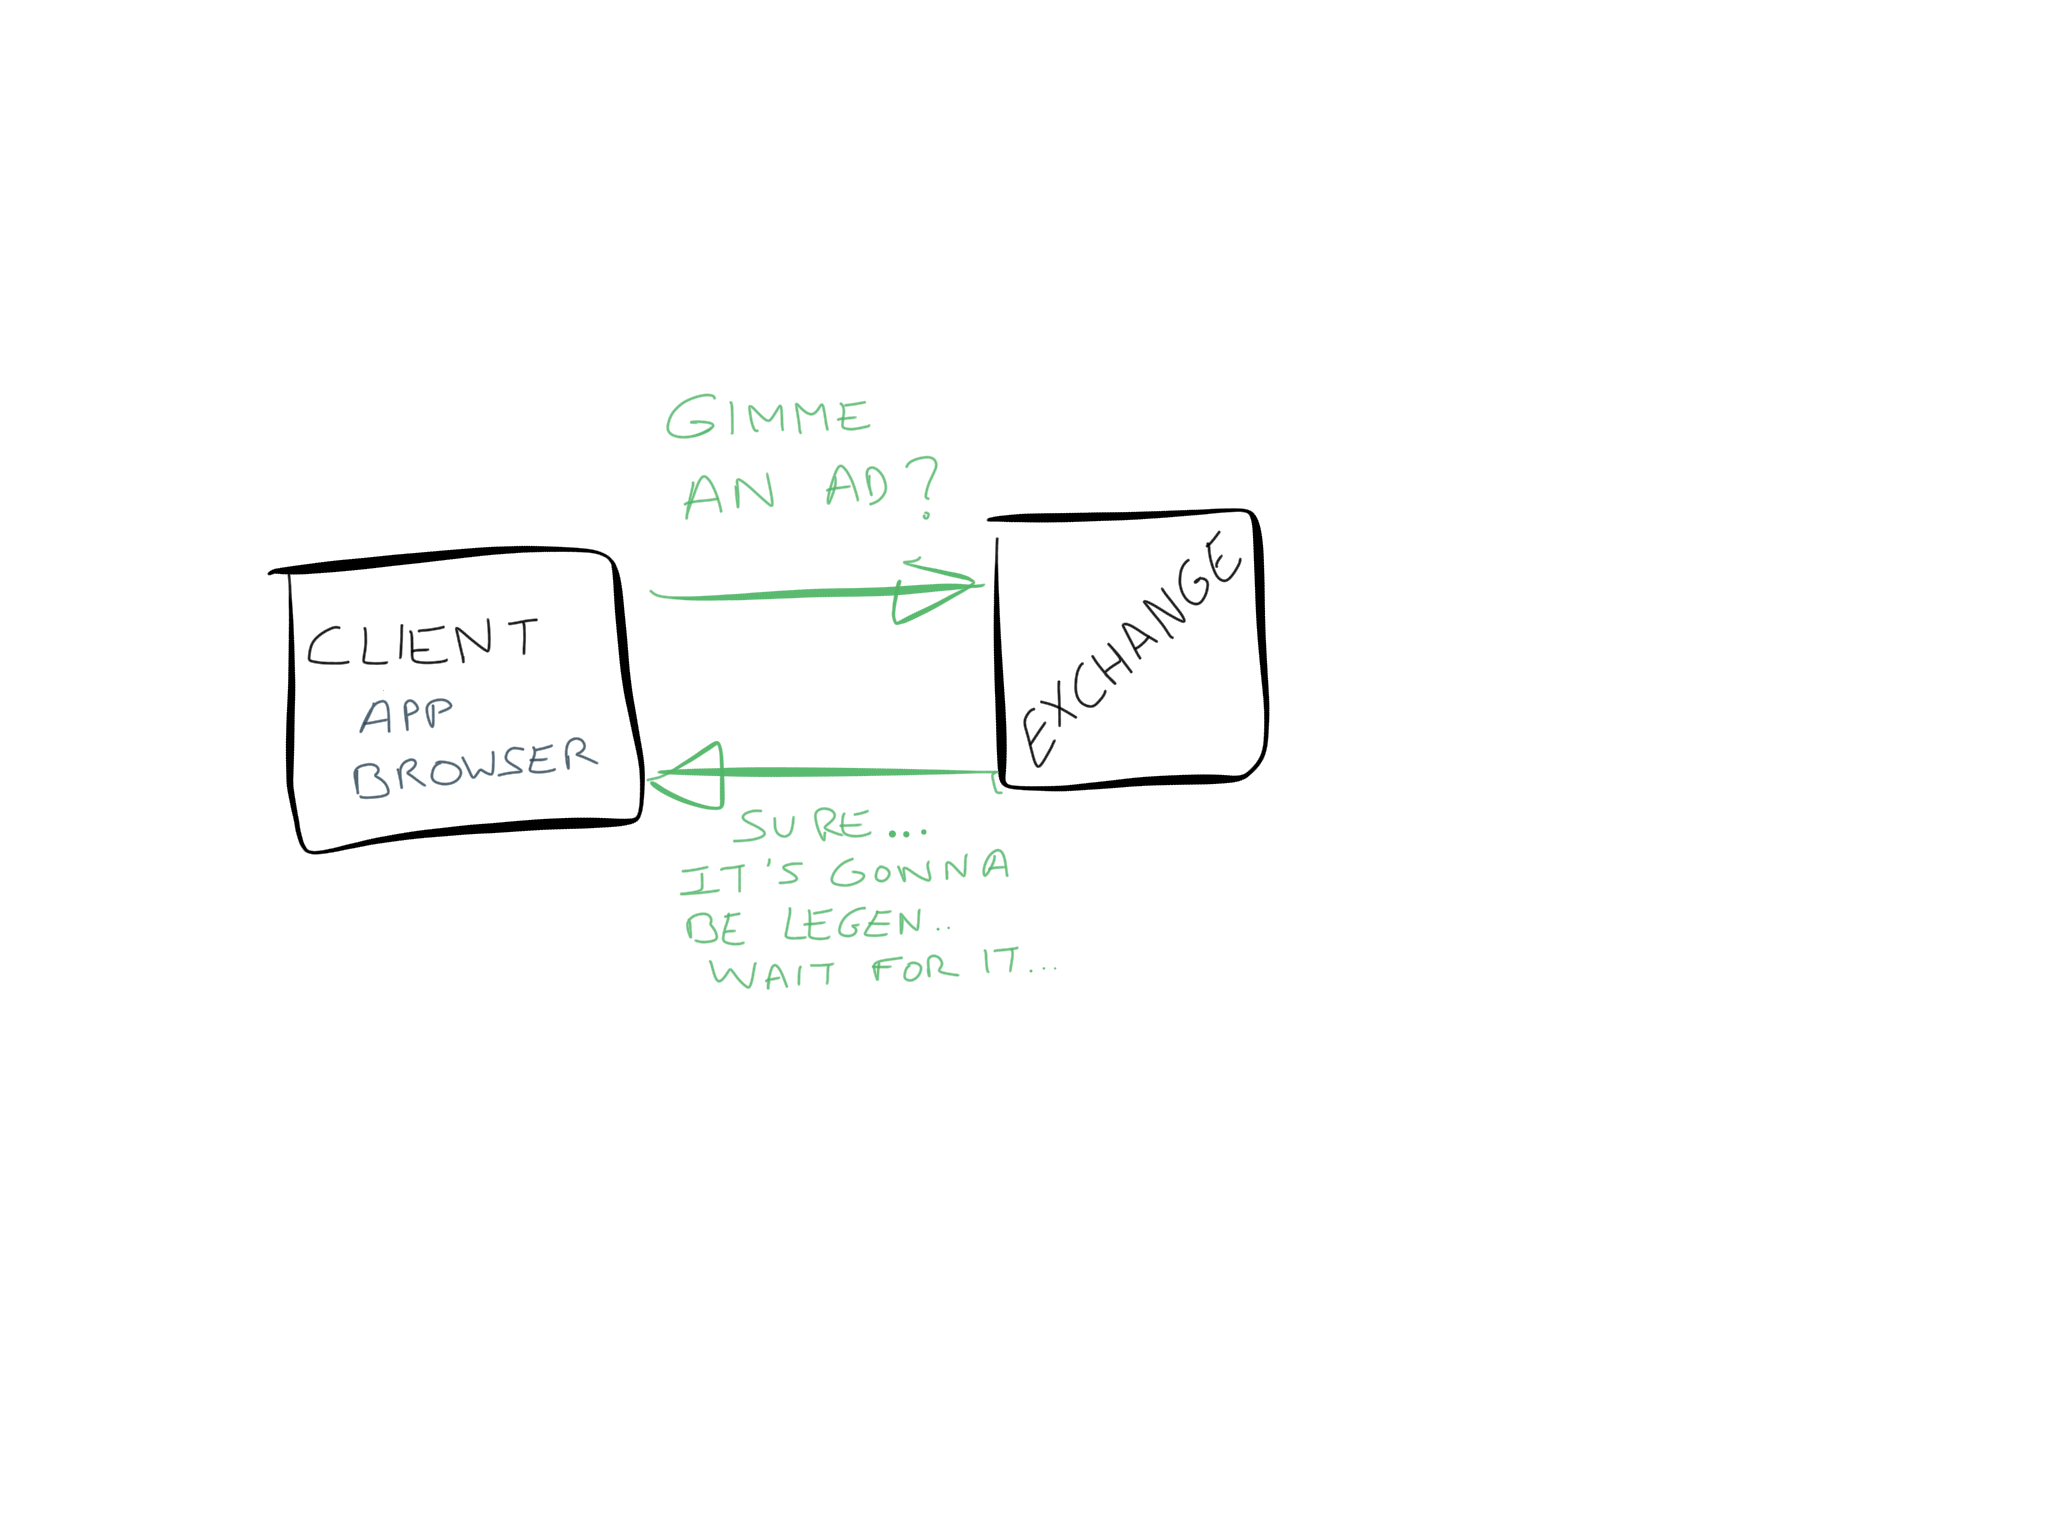 GIMME
AN AD?
CLIENT
APP
BROWSER
EXCHANGE
SURE...
IT'S GONNA
BE LEGEN..
WAIT FOR IT...